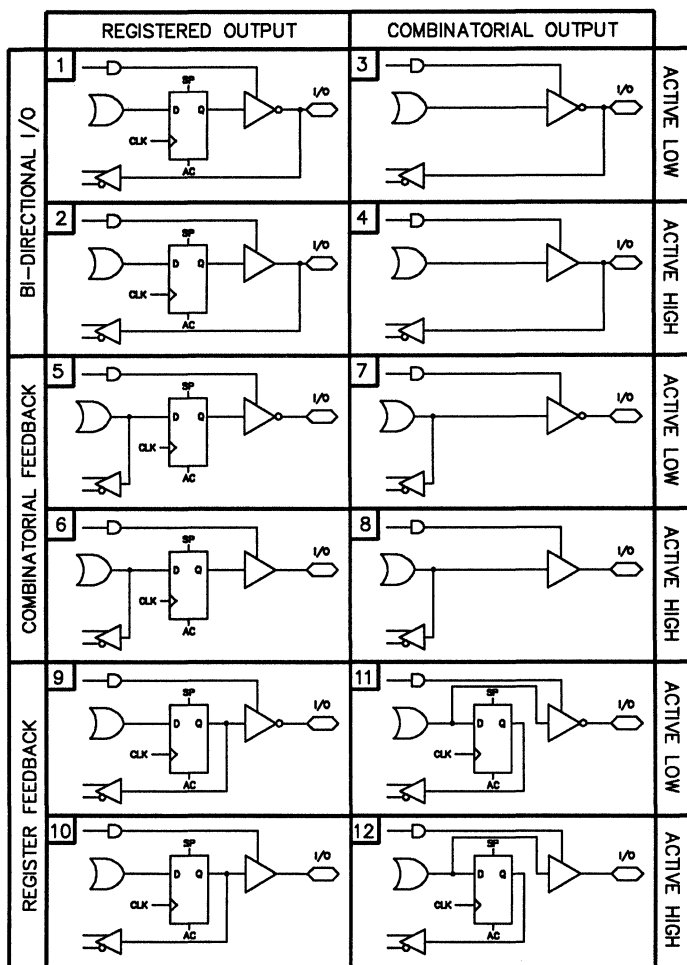 REGISTERED OUTPUT
COMBINATORIAL OUTPUT
BI-DIRECTIONAL I/O
1
SP
D Q
CLK
AC
I/O
3
I/O
ACTIVE LOW
2
SP
D Q
CLK
AC
I/O
4
I/O
ACTIVE HIGH
COMBINATORIAL FEEDBACK
5
SP
D Q
CLK
AC
I/O
7
I/O
ACTIVE LOW
6
SP
D Q
CLK
AC
I/O
8
I/O
ACTIVE HIGH
REGISTER FEEDBACK
9
SP
D Q
CLK
AC
I/O
11
SP
D Q
CLK
AC
I/O
ACTIVE LOW
10
SP
D Q
CLK
AC
I/O
12
SP
D Q
CLK
AC
I/O
ACTIVE HIGH